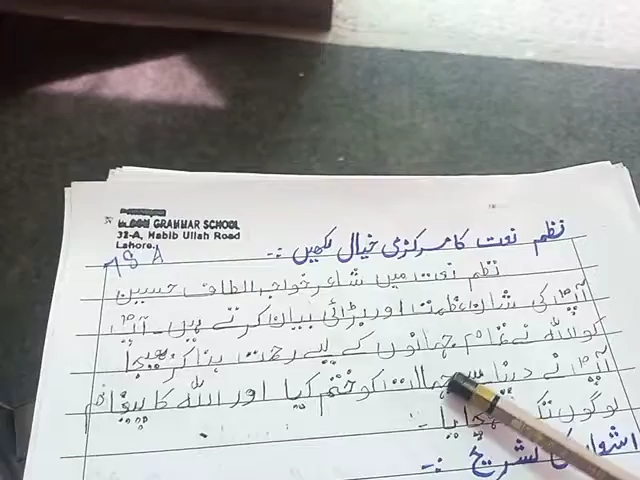 GRAMMAR SCHOOL
32-A, Habib Ullah Road
Lahore.
نظم نعت کا مرکزی خیال لکھیں :-
نظم نعت میں شاعر خواجہ الطاف حسین
آپؐ کی شان، عظمت اور بڑائی بیان کرتے ہیں۔ آپؐ
کو اللہ نے تمام جہانوں کے لیے رحمت بنا کر بھیجا
آپؐ نے دنیا سے جہالت کو ختم کیا اور اللہ کا پیغام
لوگوں تک پہنچایا۔
اشعار کی تشریح :-